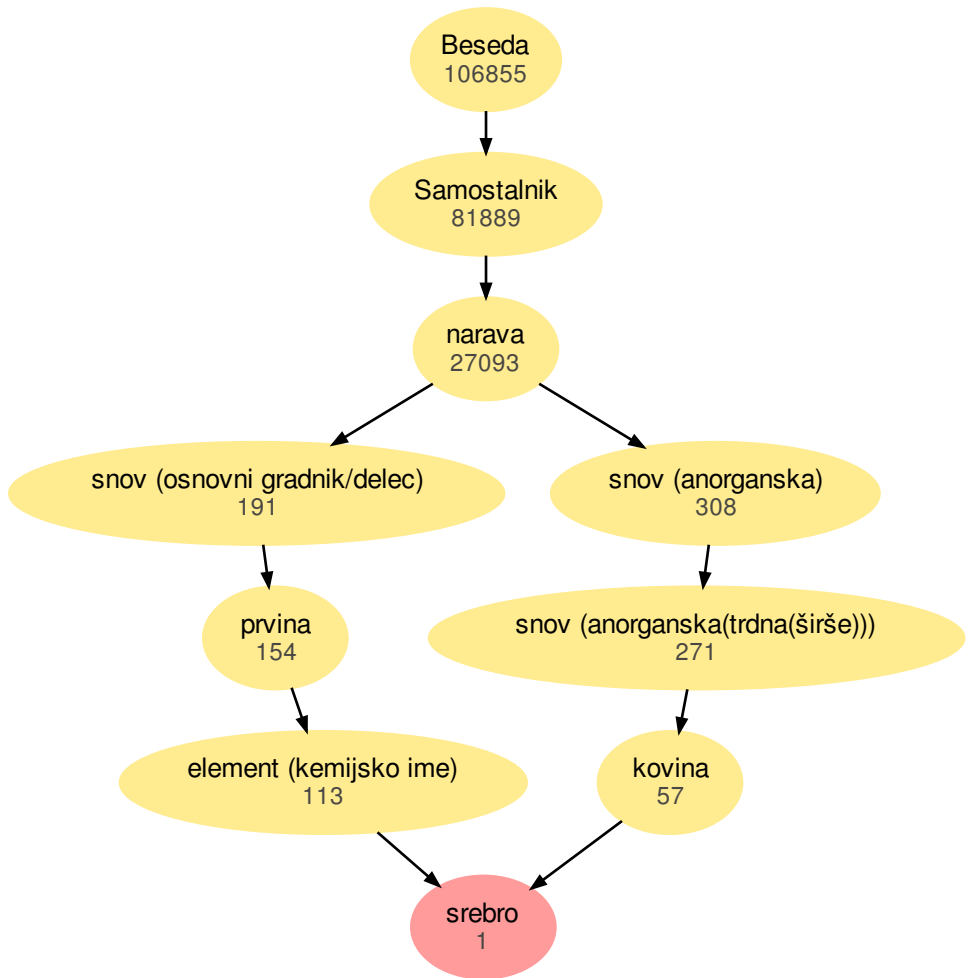 Beseda
106855
Samostalnik
81889
narava
27093
snov (osnovni gradnik/delec)
191
snov (anorganska)
308
prvina
154
snov (anorganska(trdna(širše)))
271
element (kemijsko ime)
113
kovina
57
srebro
1